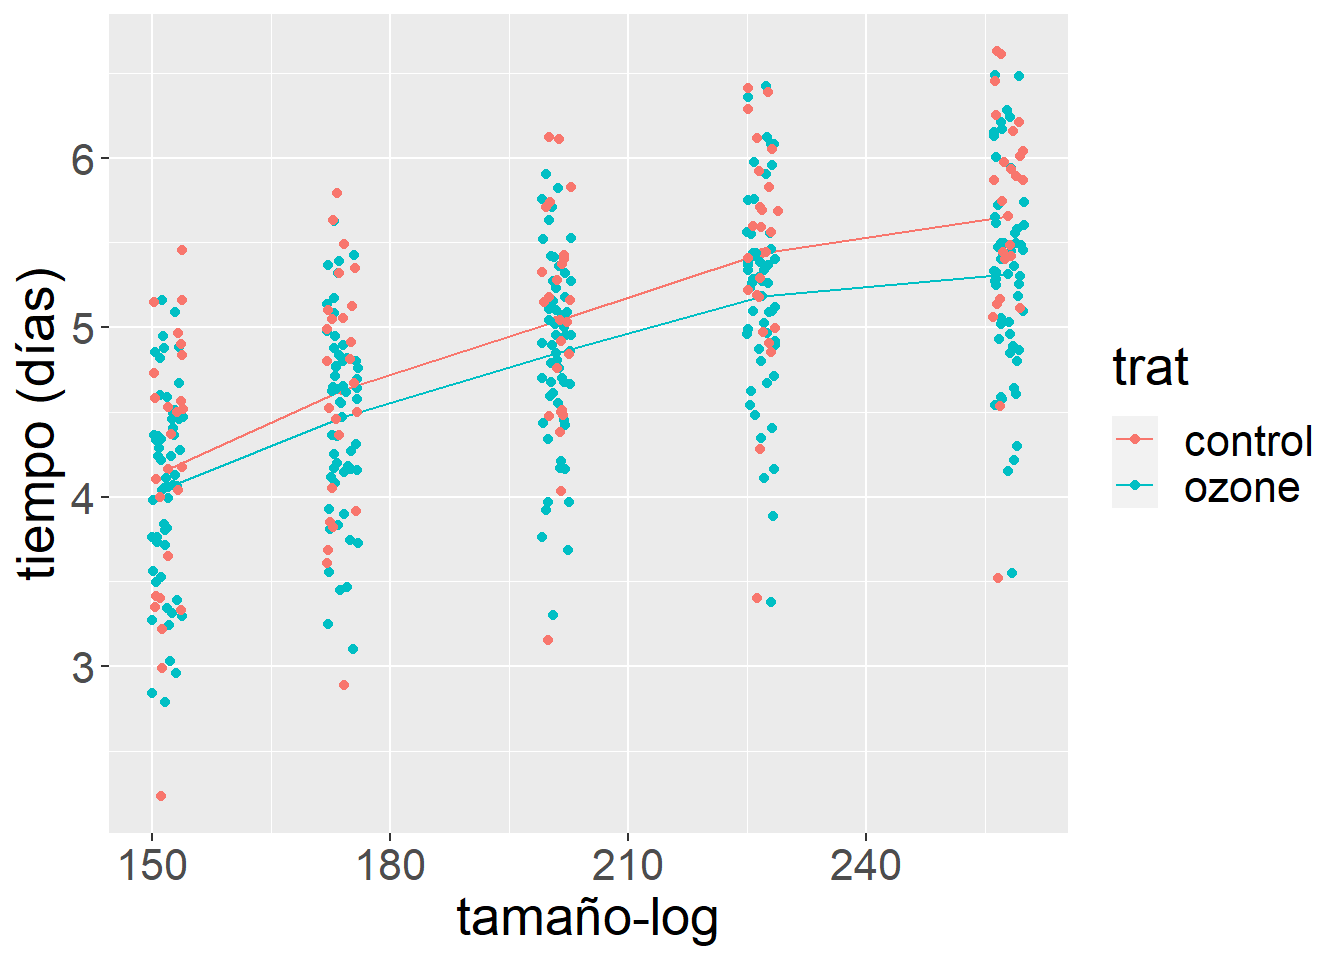 tiempo (días)
6
5
4
3
150 180 210 240
tamaño-log
trat
control
ozone